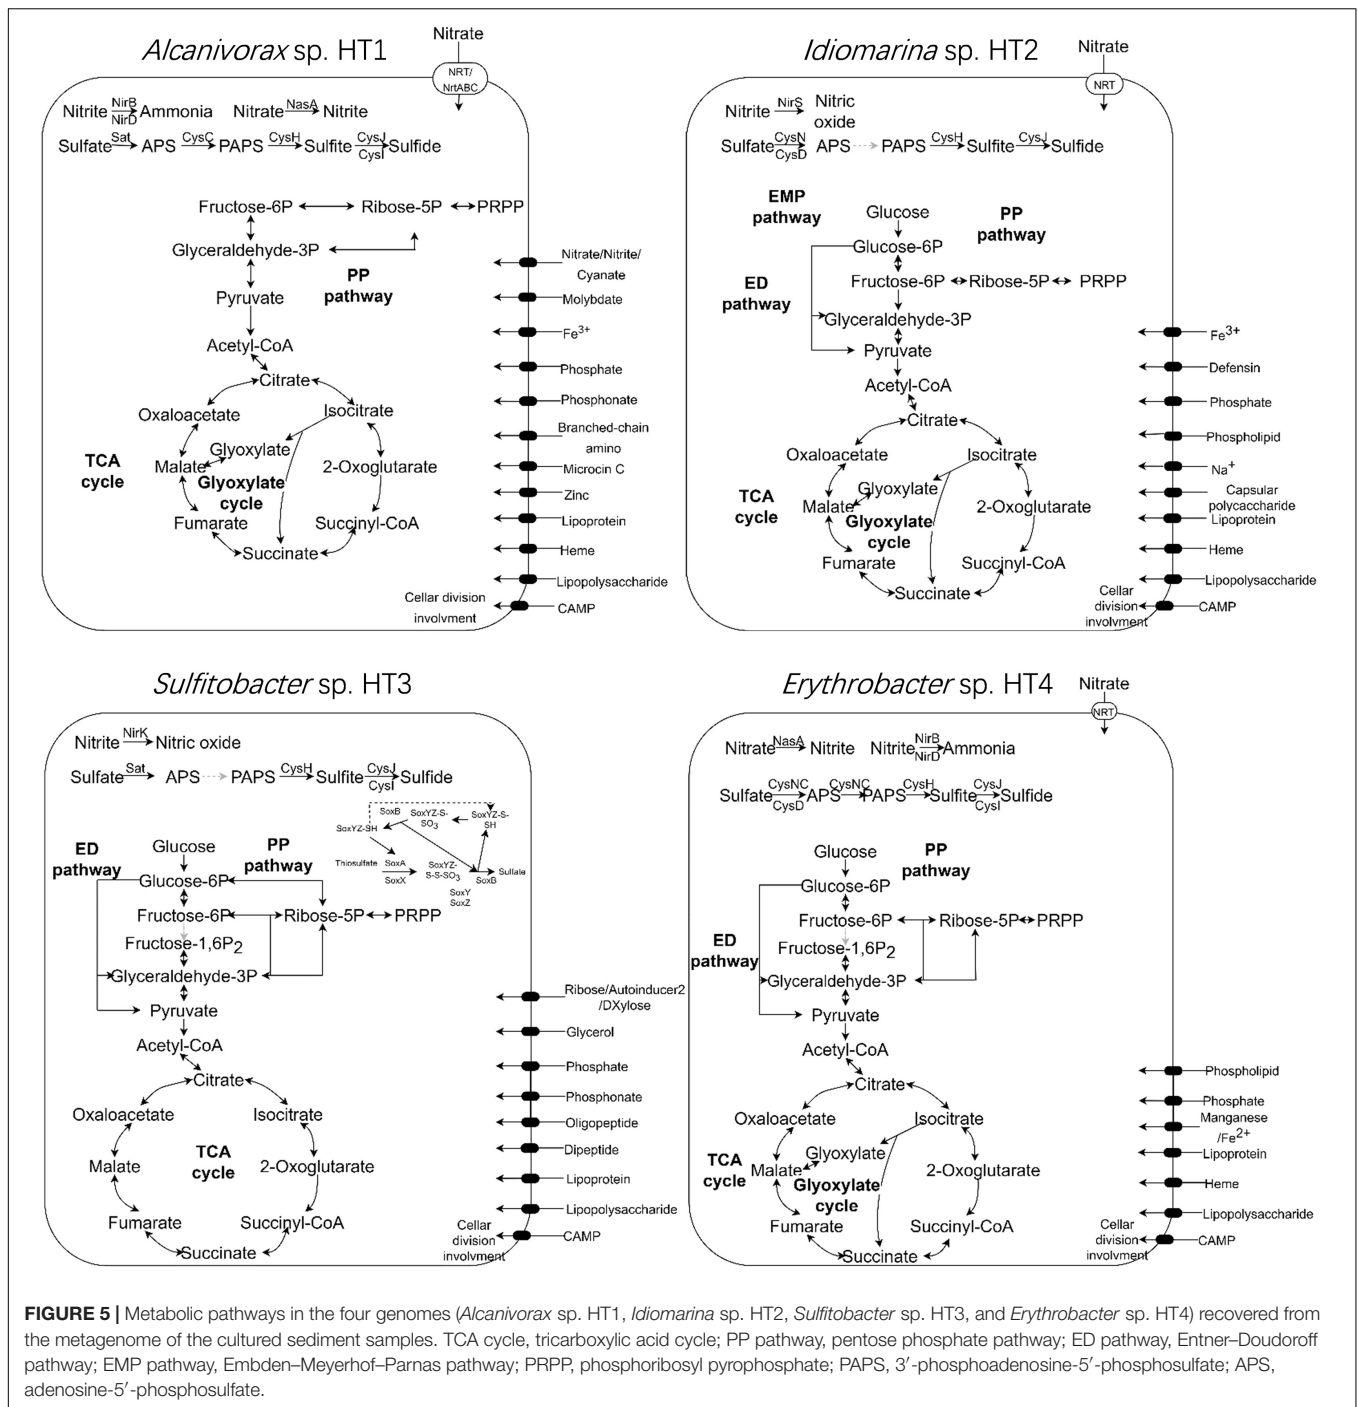 Alcanivorax sp. HT1
Nitrate
NRT/
NrtABC
Nitrite NirB NirD Ammonia Nitrate NasA Nitrite
Sulfate Sat APS CysC PAPS CysH Sulfite CysJ CysI Sulfide
Fructose-6P Ribose-5P PRPP
Glyceraldehyde-3P
PP
pathway
Pyruvate
Acetyl-CoA
Citrate
Oxaloacetate Isocitrate
Glyoxylate
TCA
cycle
Malate
2-Oxoglutarate
Glyoxylate
cycle
Fumarate Succinyl-CoA
Succinate
Nitrate/Nitrite/
Cyanate
Molybdate
Fe3+
Phosphate
Phosphonate
Branched-chain
amino
Microcin C
Zinc
Lipoprotein
Heme
Lipopolysaccharide
Cellar division
involvment
CAMP
Idiomarina sp. HT2
Nitrate
NRT
Nitrite NirS Nitric
oxide
Sulfate CysN CysD APS PAPS CysH Sulfite CysJ Sulfide
EMP
pathway
Glucose
PP
pathway
Glucose-6P
ED
pathway
Fructose-6P Ribose-5P PRPP
Glyceraldehyde-3P
Pyruvate
Acetyl-CoA
Citrate
Oxaloacetate Isocitrate
Glyoxylate
TCA
cycle
Malate
2-Oxoglutarate
Glyoxylate
cycle
Fumarate Succinyl-CoA
Succinate
Fe3+
Defensin
Phosphate
Phospholipid
Na+
Capsular
polycaccharide
Lipoprotein
Heme
Lipopolysaccharide
Cellar
division
involvment
CAMP
Sulfitobacter sp. HT3
Nitrite NirK Nitric oxide
Sulfate Sat APS PAPS CysH Sulfite CysJ CysI Sulfide
SoxB SoxYZ-S-
SO3
SoxYZ-S-
SH
SoxYZ-SH
Thiosulfate SoxA
SoxX
SoxYZ-
S-S-SO3
SoxB
Sulfate
SoxY
SoxZ
ED
pathway
Glucose
PP
pathway
Glucose-6P
Fructose-6P Ribose-5P PRPP
Fructose-1,6P2
Glyceraldehyde-3P
Pyruvate
Acetyl-CoA
Citrate
Oxaloacetate Isocitrate
TCA
cycle
Malate 2-Oxoglutarate
Fumarate Succinyl-CoA
Succinate
Ribose/Autoinducer2
/DXylose
Glycerol
Phosphate
Phosphonate
Oligopeptide
Dipeptide
Lipoprotein
Lipopolysaccharide
Cellar
division
involvment
CAMP
Erythrobacter sp. HT4
Nitrate
NRT
Nitrate NasA Nitrite Nitrite NirB NirD Ammonia
Sulfate CysNC CysD APS CysNC PAPS CysH Sulfite CysJ CysI Sulfide
Glucose
PP
pathway
Glucose-6P
Fructose-6P Ribose-5P PRPP
ED
pathway
Fructose-1,6P2
Glyceraldehyde-3P
Pyruvate
Acetyl-CoA
Citrate
Oxaloacetate Isocitrate
Glyoxylate
TCA
cycle
Malate
2-Oxoglutarate
Glyoxylate
cycle
Fumarate Succinyl-CoA
Succinate
Phospholipid
Phosphate
Manganese
/Fe2+
Lipoprotein
Heme
Lipopolysaccharide
Cellar
division
involvment
CAMP
FIGURE 5 | Metabolic pathways in the four genomes (Alcanivorax sp. HT1, Idiomarina sp. HT2, Sulfitobacter sp. HT3, and Erythrobacter sp. HT4) recovered from
the metagenome of the cultured sediment samples. TCA cycle, tricarboxylic acid cycle; PP pathway, pentose phosphate pathway; ED pathway, Entner–Doudoroff
pathway; EMP pathway, Embden–Meyerhof–Parnas pathway; PRPP, phosphoribosyl pyrophosphate; PAPS, 3′-phosphoadenosine-5′-phosphosulfate; APS,
adenosine-5′-phosphosulfate.